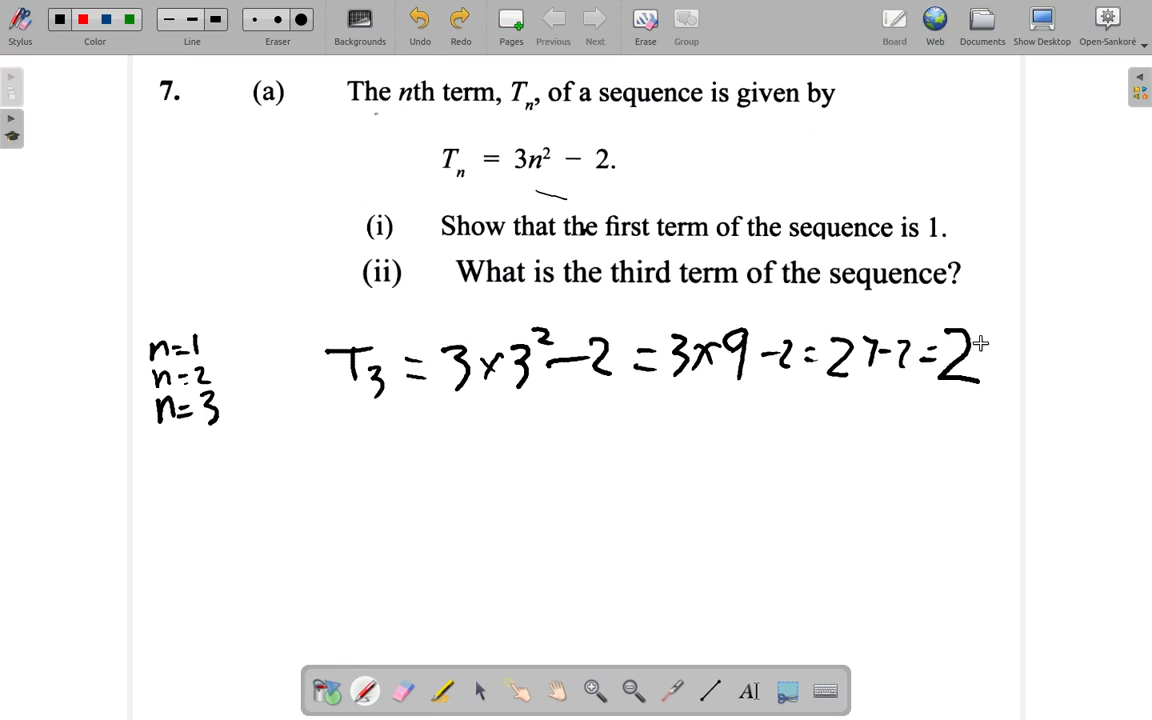 Stylus Color Line Eraser Backgrounds Undo Redo Pages Previous Next Erase Group Board Web Documents Show Desktop Open-Sankoré
7. (a) The nth term, Tₙ, of a sequence is given by
Tₙ = 3n² − 2.
(i) Show that the first term of the sequence is 1.
(ii) What is the third term of the sequence?
n=1
n=2
n=3
T₃ = 3×3²−2 = 3×9−2 = 27−2 = 2
AI